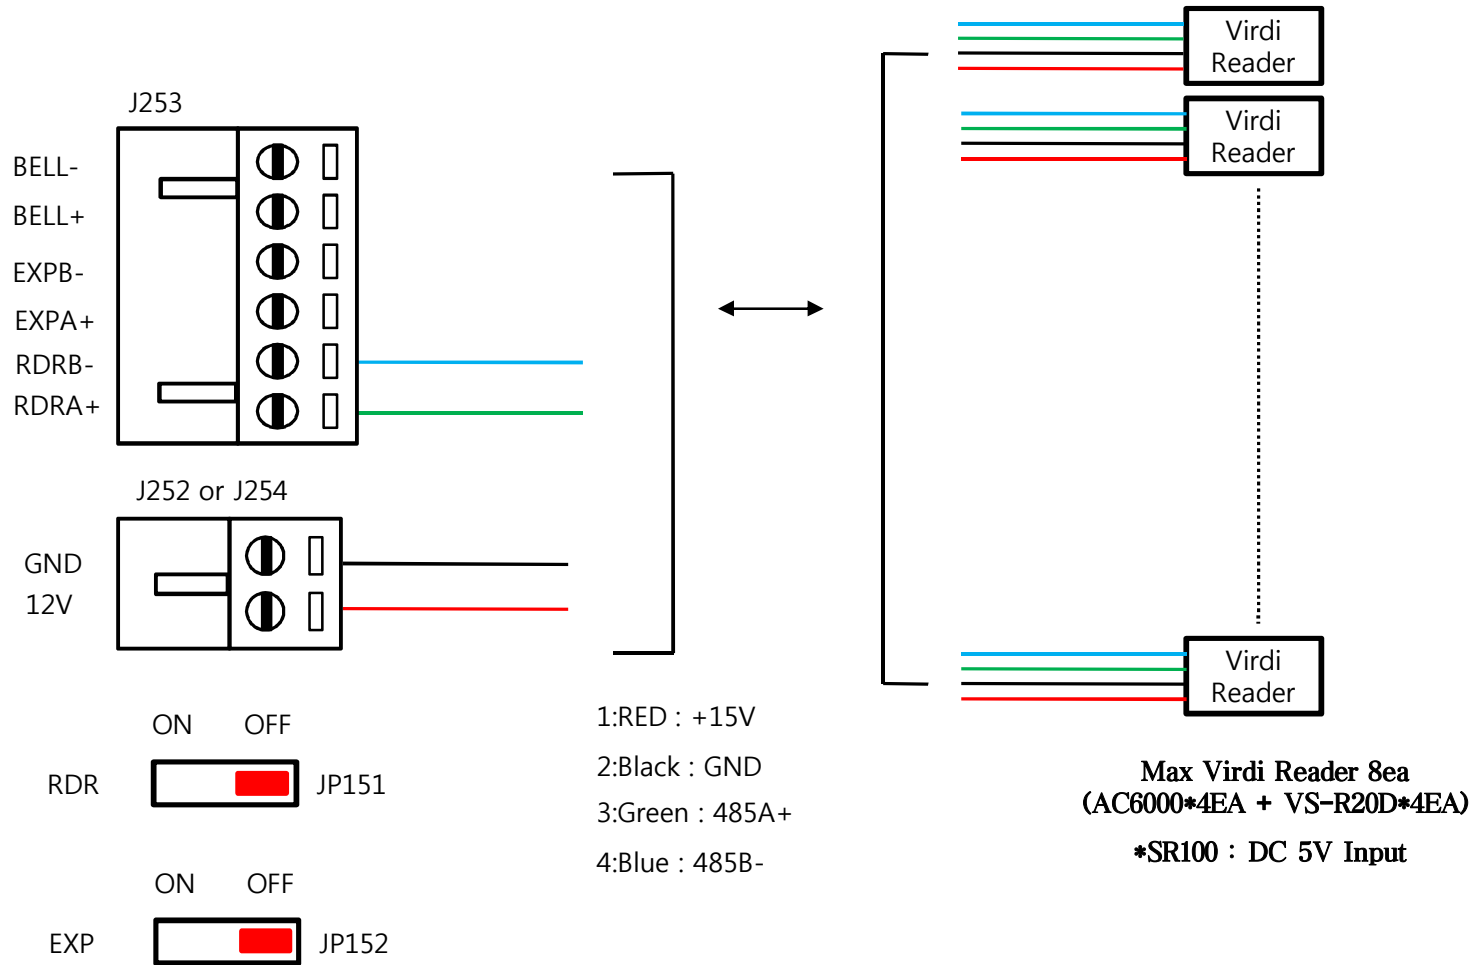 J253
BELL-
BELL+
EXPB-
EXPA+
RDRB-
RDRA+
J252 or J254
GND
12V
ON OFF
RDR JP151
ON OFF
EXP JP152
1:RED : +15V
2:Black : GND
3:Green : 485A+
4:Blue : 485B-
Virdi
Reader
Virdi
Reader
Virdi
Reader
Max Virdi Reader 8ea
(AC6000*4EA + VS-R20D*4EA)
*SR100 : DC 5V Input